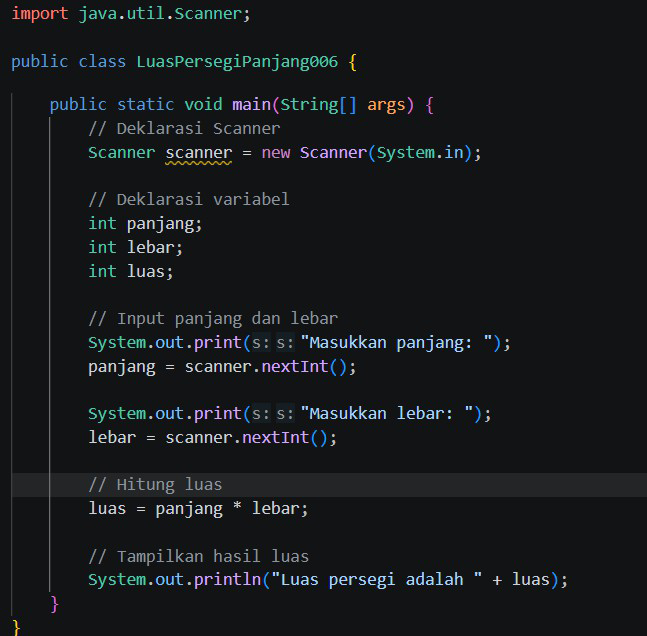 import java.util.Scanner;
public class LuasPersegiPanjang006 {
public static void main(String[] args) {
// Deklarasi Scanner
Scanner scanner = new Scanner(System.in);
// Deklarasi variabel
int panjang;
int lebar;
int luas;
// Input panjang dan lebar
System.out.print(s: s: "Masukkan panjang: ");
panjang = scanner.nextInt();
System.out.print(s: s: "Masukkan lebar: ");
lebar = scanner.nextInt();
// Hitung luas
luas = panjang * lebar;
// Tampilkan hasil luas
System.out.println("Luas persegi adalah " + luas);
}
}